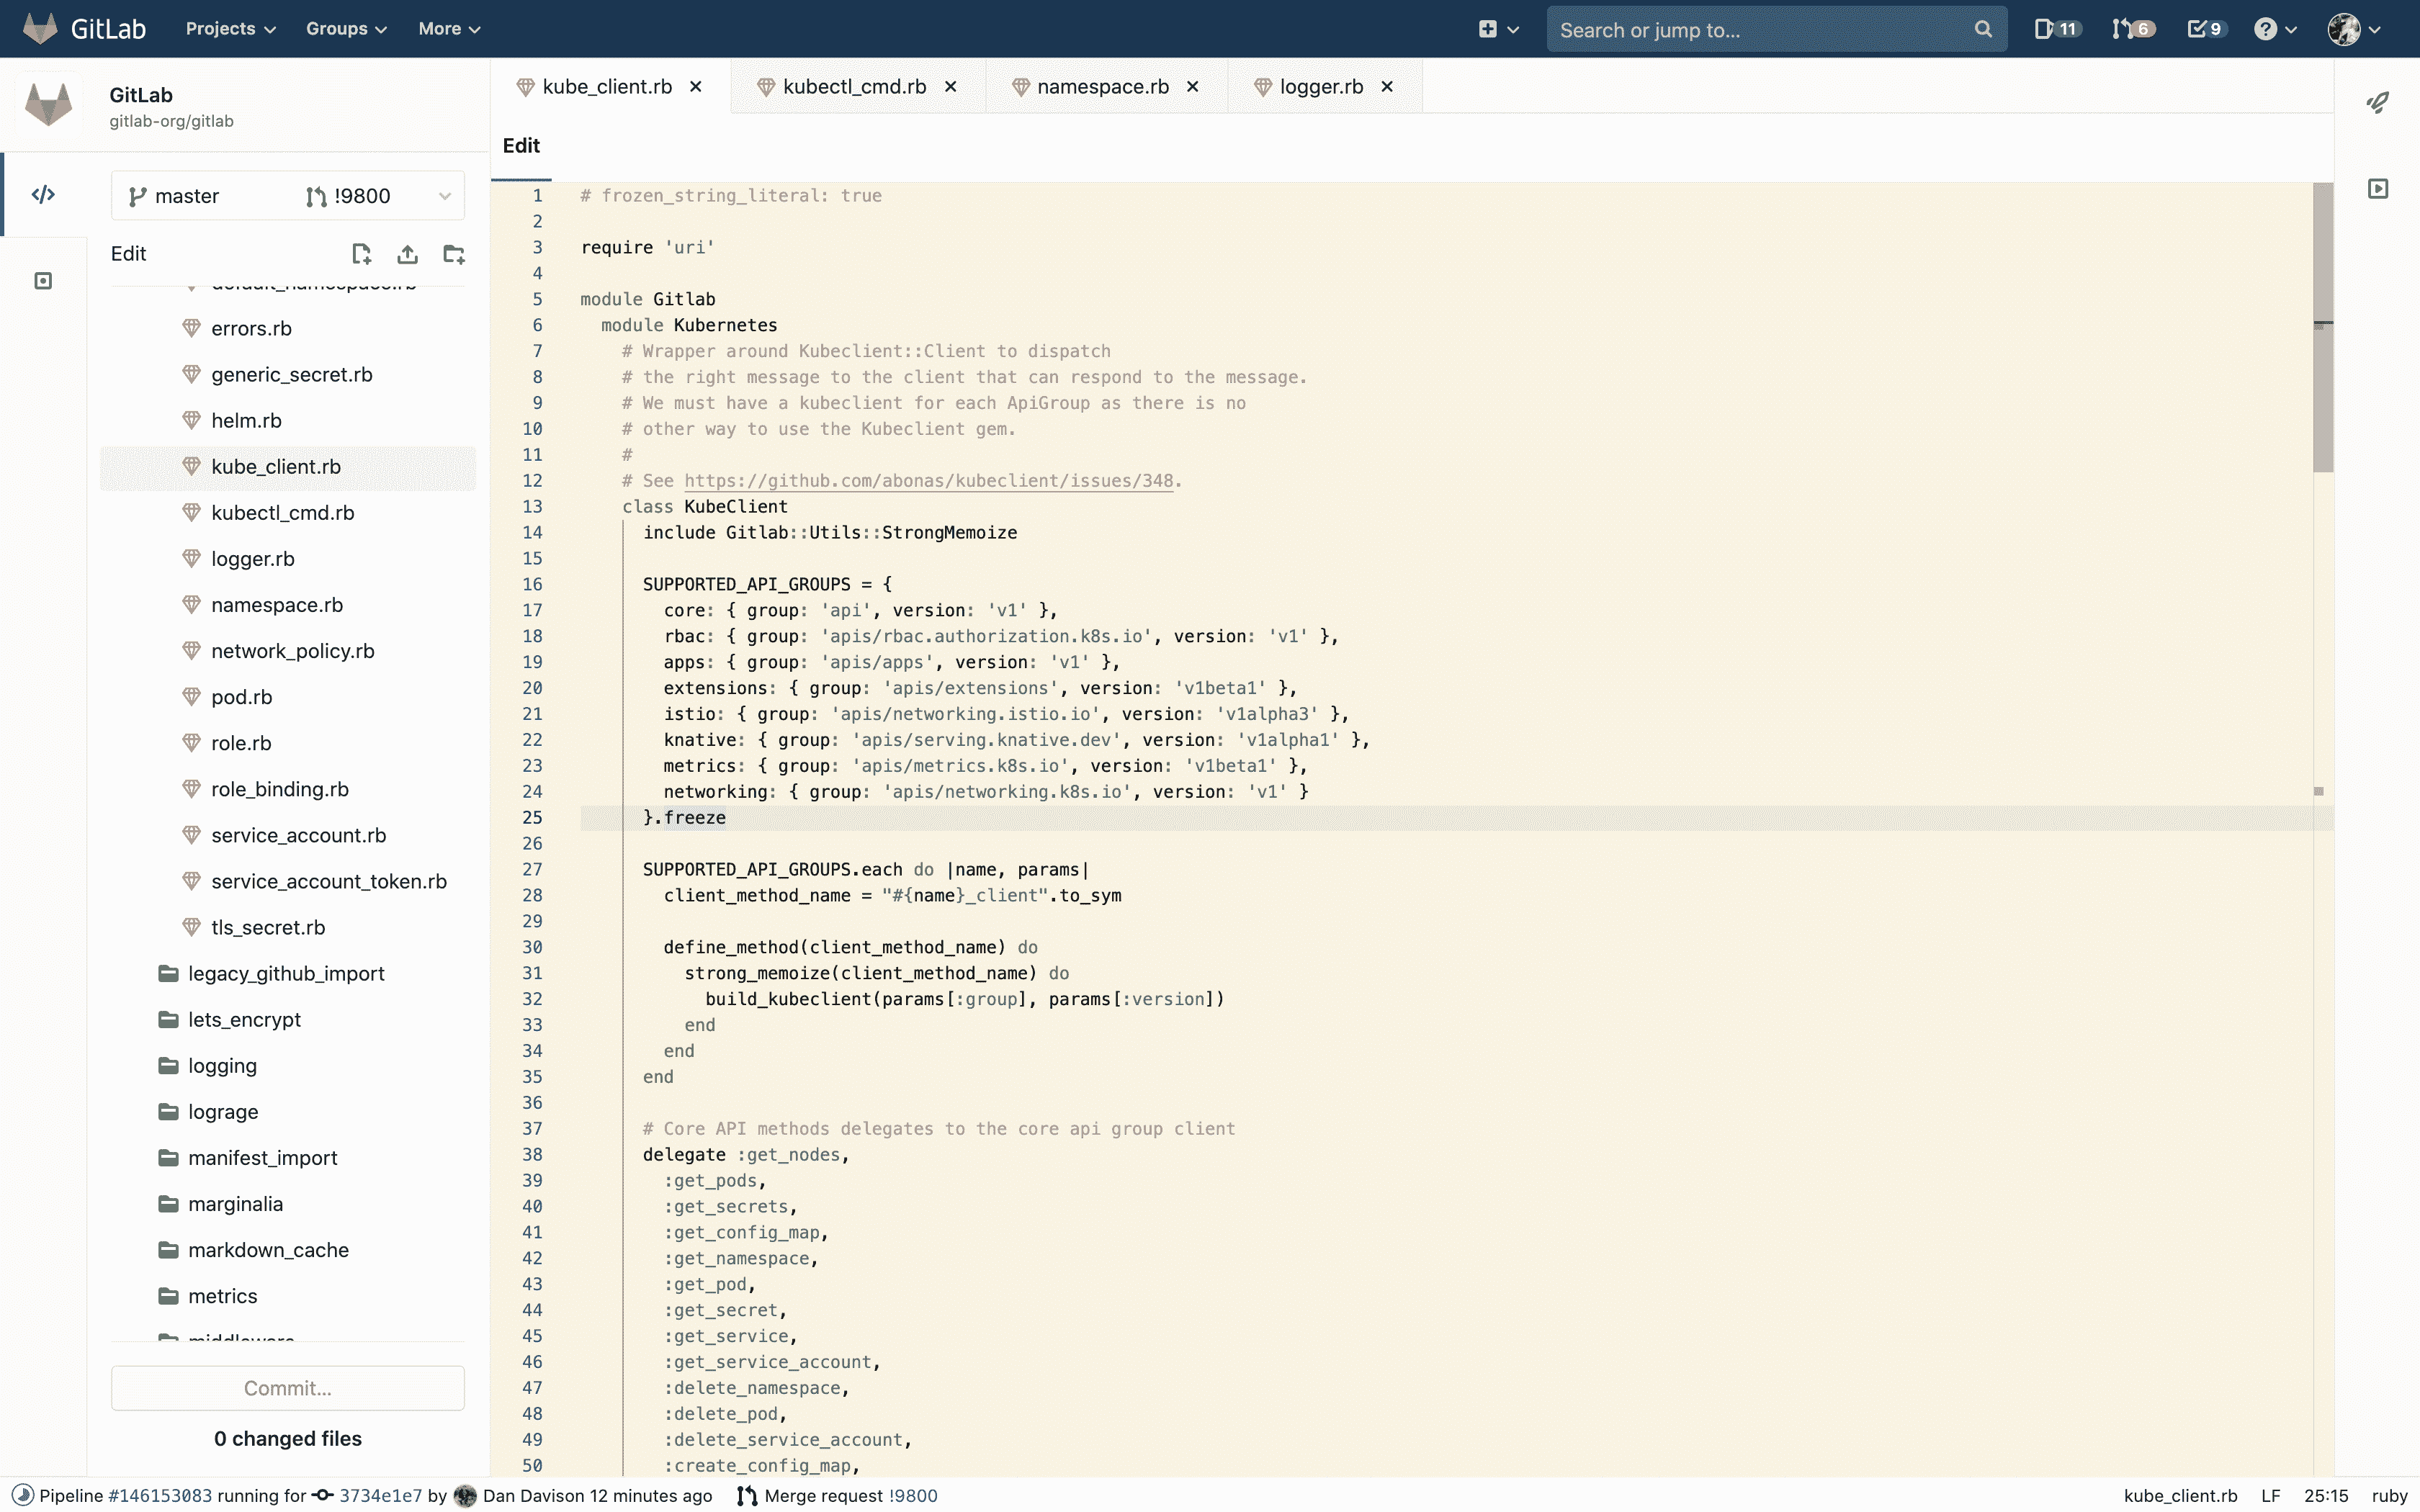 GitLab Projects Groups More Search or jump to... 11 6 9
GitLab
gitlab-org/gitlab
master !9800
Edit
default_namespace.rb
errors.rb
generic_secret.rb
helm.rb
kube_client.rb
kubectl_cmd.rb
logger.rb
namespace.rb
network_policy.rb
pod.rb
role.rb
role_binding.rb
service_account.rb
service_account_token.rb
tls_secret.rb
legacy_github_import
lets_encrypt
logging
lograge
manifest_import
marginalia
markdown_cache
metrics
middleware
Commit...
0 changed files
kube_client.rb kubectl_cmd.rb namespace.rb logger.rb
Edit
1 # frozen_string_literal: true
2
3 require 'uri'
4
5 module Gitlab
6 module Kubernetes
7 # Wrapper around Kubeclient::Client to dispatch
8 # the right message to the client that can respond to the message.
9 # We must have a kubeclient for each ApiGroup as there is no
10 # other way to use the Kubeclient gem.
11 #
12 # See https://github.com/abonas/kubeclient/issues/348.
13 class KubeClient
14 include Gitlab::Utils::StrongMemoize
15
16 SUPPORTED_API_GROUPS = {
17 core: { group: 'api', version: 'v1' },
18 rbac: { group: 'apis/rbac.authorization.k8s.io', version: 'v1' },
19 apps: { group: 'apis/apps', version: 'v1' },
20 extensions: { group: 'apis/extensions', version: 'v1beta1' },
21 istio: { group: 'apis/networking.istio.io', version: 'v1alpha3' },
22 knative: { group: 'apis/serving.knative.dev', version: 'v1alpha1' },
23 metrics: { group: 'apis/metrics.k8s.io', version: 'v1beta1' },
24 networking: { group: 'apis/networking.k8s.io', version: 'v1' }
25 }.freeze
26
27 SUPPORTED_API_GROUPS.each do |name, params|
28 client_method_name = "#{name}_client".to_sym
29
30 define_method(client_method_name) do
31 strong_memoize(client_method_name) do
32 build_kubeclient(params[:group], params[:version])
33 end
34 end
35 end
36
37 # Core API methods delegates to the core api group client
38 delegate :get_nodes,
39 :get_pods,
40 :get_secrets,
41 :get_config_map,
42 :get_namespace,
43 :get_pod,
44 :get_secret,
45 :get_service,
46 :get_service_account,
47 :delete_namespace,
48 :delete_pod,
49 :delete_service_account,
50 :create_config_map,
Pipeline #146153083 running for 3734e1e7 by Dan Davison 12 minutes ago Merge request !9800 kube_client.rb LF 25:15 ruby